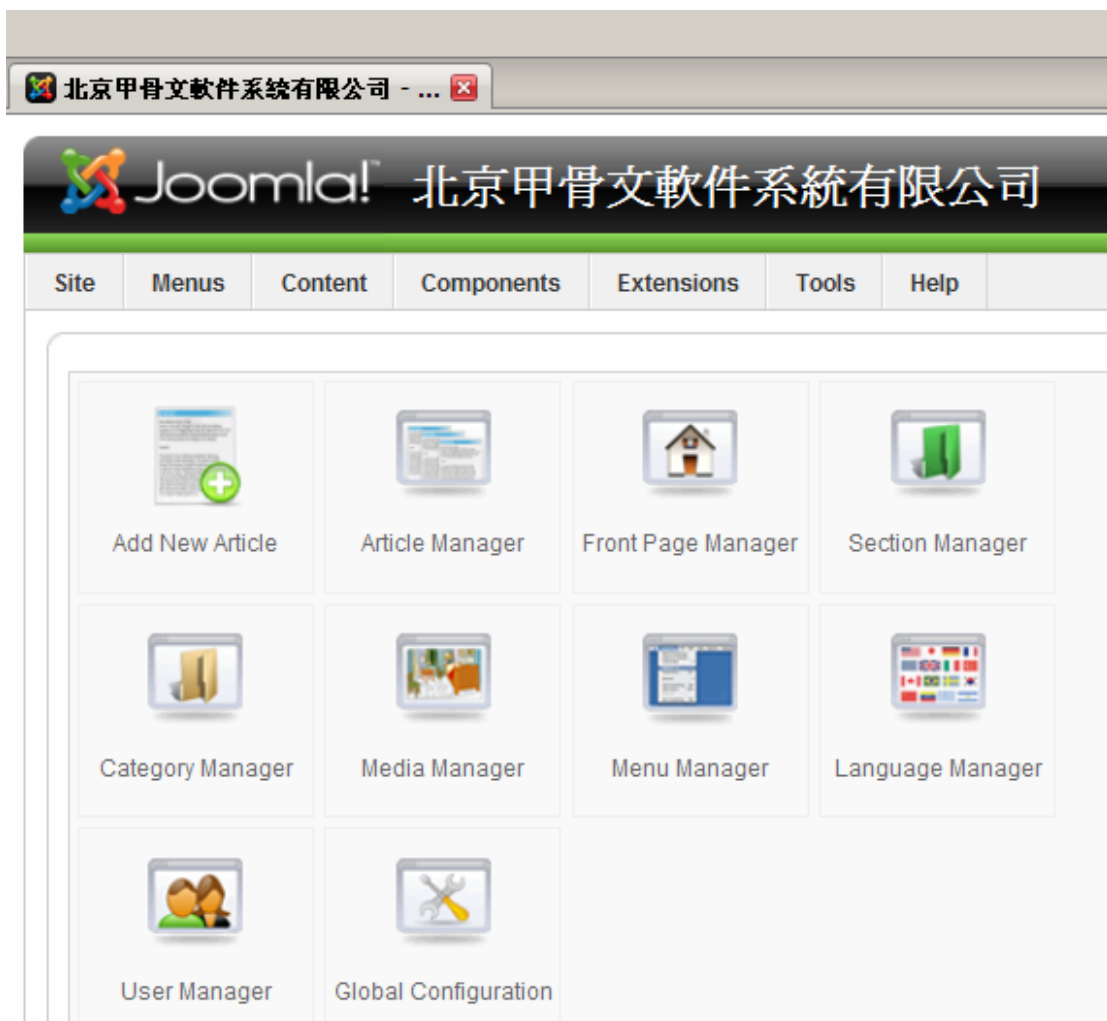 北京甲骨文軟件系統有限公司 - ...
Joomla!™ 北京甲骨文軟件系統有限公司
Site Menus Content Components Extensions Tools Help
Add New Article Article Manager Front Page Manager Section Manager
Category Manager Media Manager Menu Manager Language Manager
User Manager Global Configuration